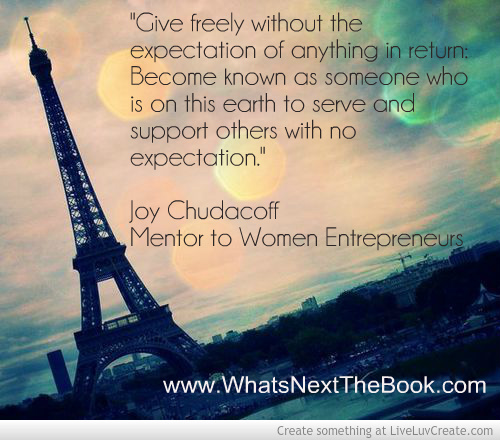 "Give freely without the
expectation of anything in return:
Become known as someone who
is on this earth to serve and
support others with no
expectation."
Joy Chudacoff
Mentor to Women Entrepreneurs
www.WhatsNextTheBook.com
Create something at LiveLuvCreate.com